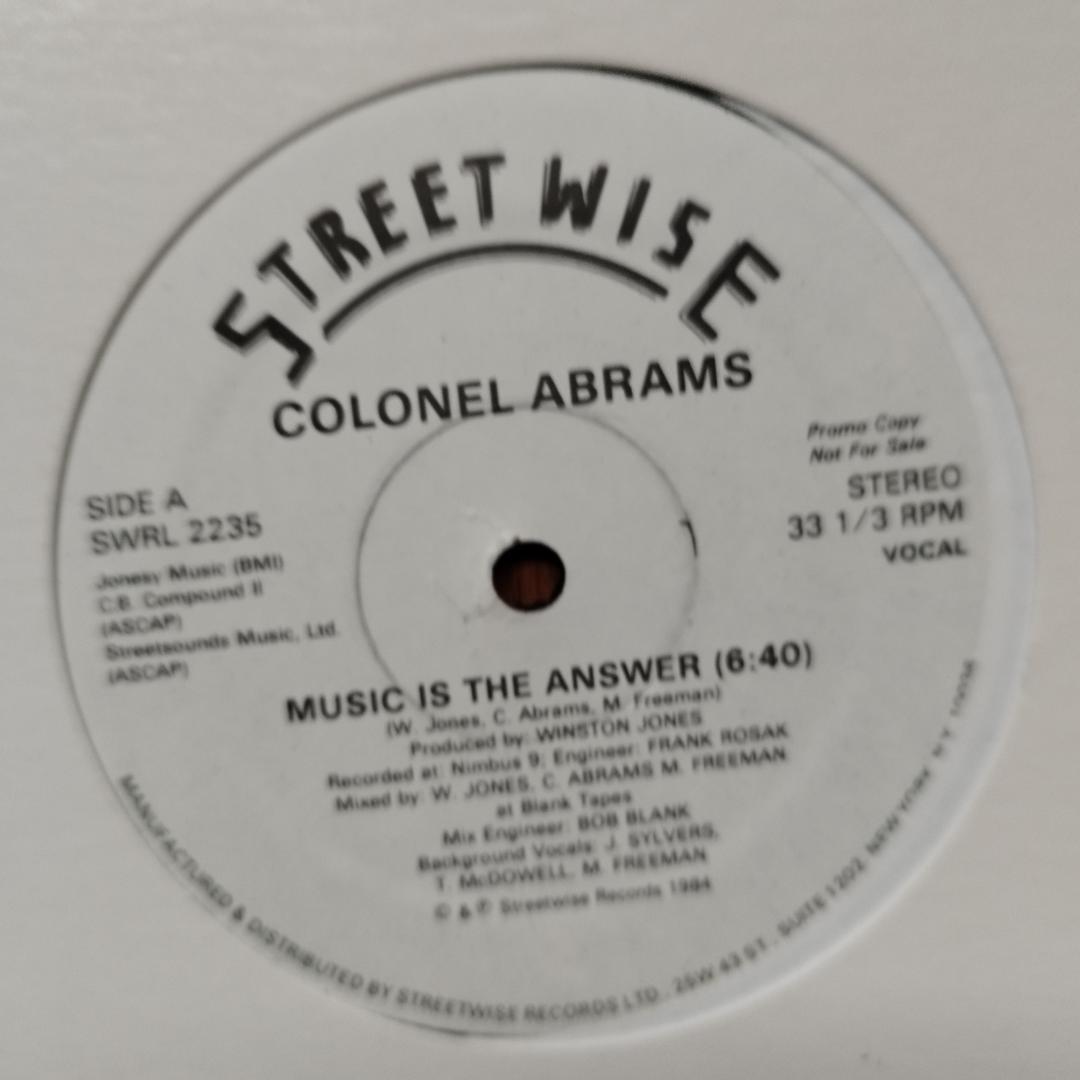 STREETWISE
COLONEL ABRAMS
Promo Copy
Not For Sale
SIDE A
SWRL 2235
STEREO
33 1/3 RPM
VOCAL
Jonesy Music (BMI)
C.B. Compound II
(ASCAP)
Streetsounds Music, Ltd.
(ASCAP)
MUSIC IS THE ANSWER (6:40)
(W. Jones, C. Abrams, M. Freeman)
Produced by: WINSTON JONES
Recorded at: Nimbus 9; Engineer: FRANK ROSAK
Mixed by: W. JONES, C. ABRAMS M. FREEMAN
at Blank Tapes
Mix Engineer: BOB BLANK
Background Vocals: J. SYLVERS,
T. McDOWELL, M. FREEMAN
© & ℗ Streetwise Records 1984
MANUFACTURED & DISTRIBUTED BY STREETWISE RECORDS LTD., 25W 43 ST., SUITE 1202, NEW YORK, N.Y.